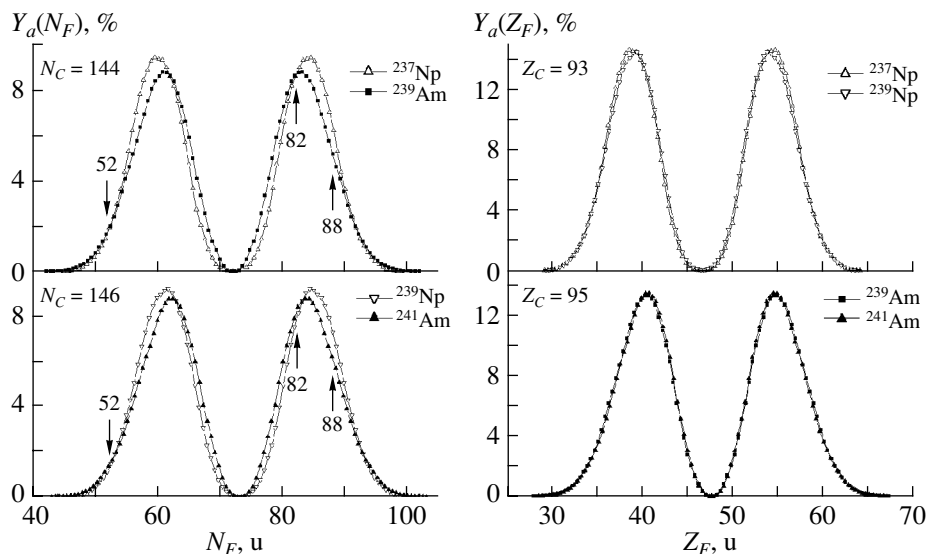 Y_a(N_F), %
N_C = 144
²³⁷Np
²³⁹Am
8
4
0
52
82
88
N_C = 146
²³⁹Np
²⁴¹Am
8
4
0
52
82
88
40 60 80 100
N_F, u
Y_a(Z_F), %
Z_C = 93
²³⁷Np
²³⁹Np
12
8
4
0
Z_C = 95
²³⁹Am
²⁴¹Am
12
8
4
0
30 40 50 60 70
Z_F, u